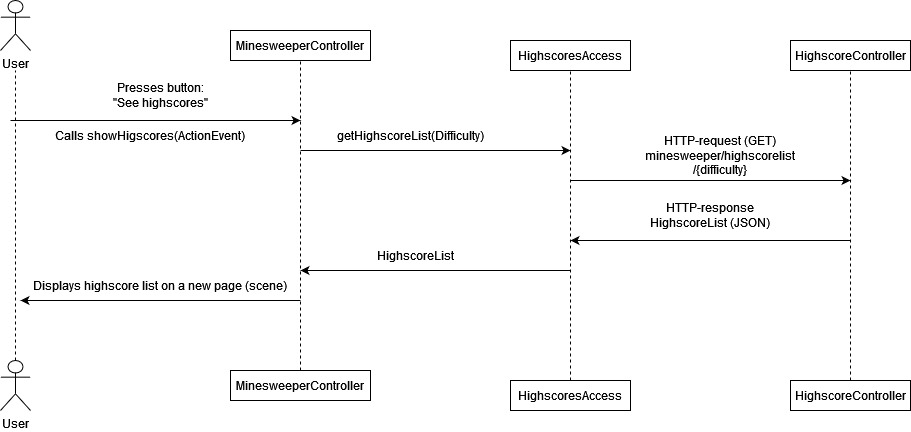 User
MinesweeperController
HighscoresAccess
HighscoreController
Presses button:
"See highscores"
Calls showHigscores(ActionEvent)
getHighscoreList(Difficulty)
HTTP-request (GET)
minesweeper/highscorelist
/{difficulty}
HTTP-response
HighscoreList (JSON)
HighscoreList
Displays highscore list on a new page (scene)
User
MinesweeperController
HighscoresAccess
HighscoreController